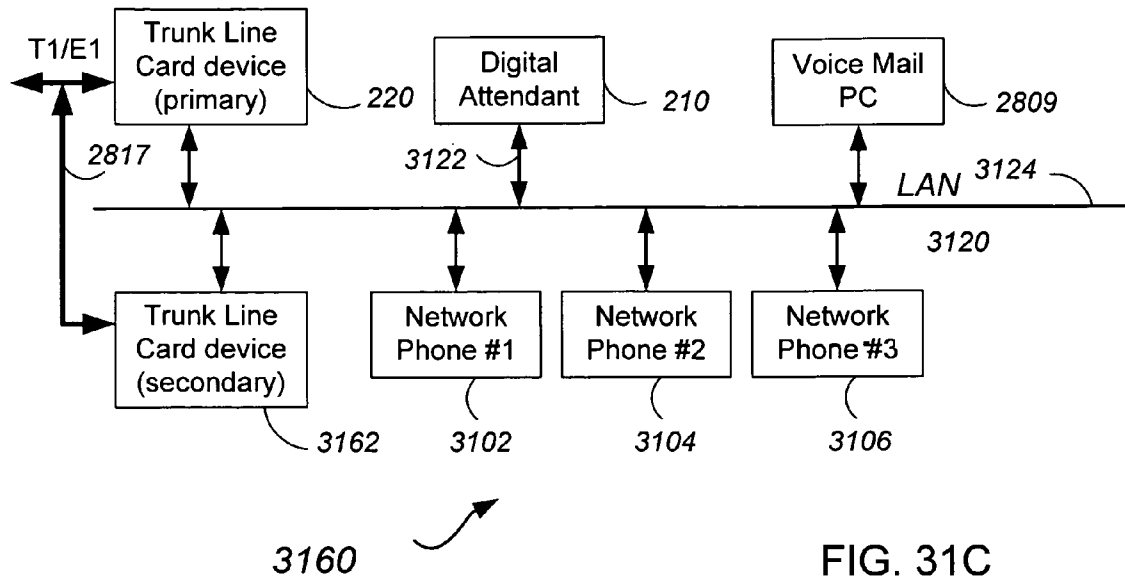 T1/E1
Trunk Line
Card device
(primary)
220
Digital
Attendant
210
Voice Mail
PC
2809
2817
3122
LAN
3124
3120
Trunk Line
Card device
(secondary)
3162
Network
Phone #1
3102
Network
Phone #2
3104
Network
Phone #3
3106
3160
FIG. 31C